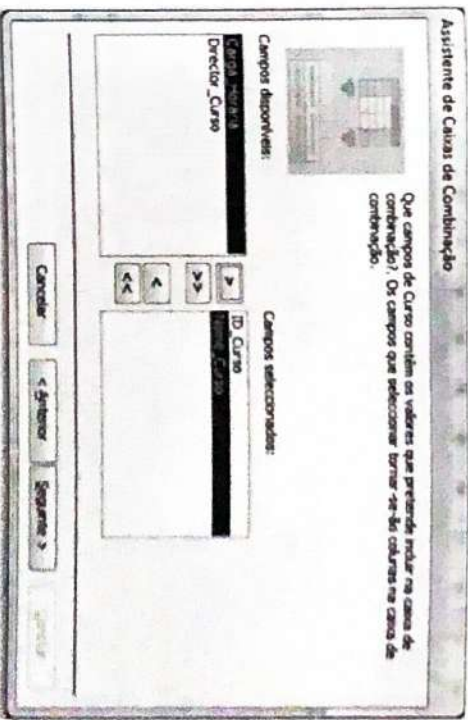 Assistente de Caixas de Combinação
Que campos de Curso contêm os valores que pretende incluir na caixa de
combinação?. Os campos que seleccionar tornar-se-ão colunas na caixa de
combinação.
Campos disponíveis:
Carga_Horaria
Director_Curso
>
>>
<
<<
Campos seleccionados:
ID_Curso
Nome_Curso
Cancelar
< Anterior
Seguinte >
Concluir